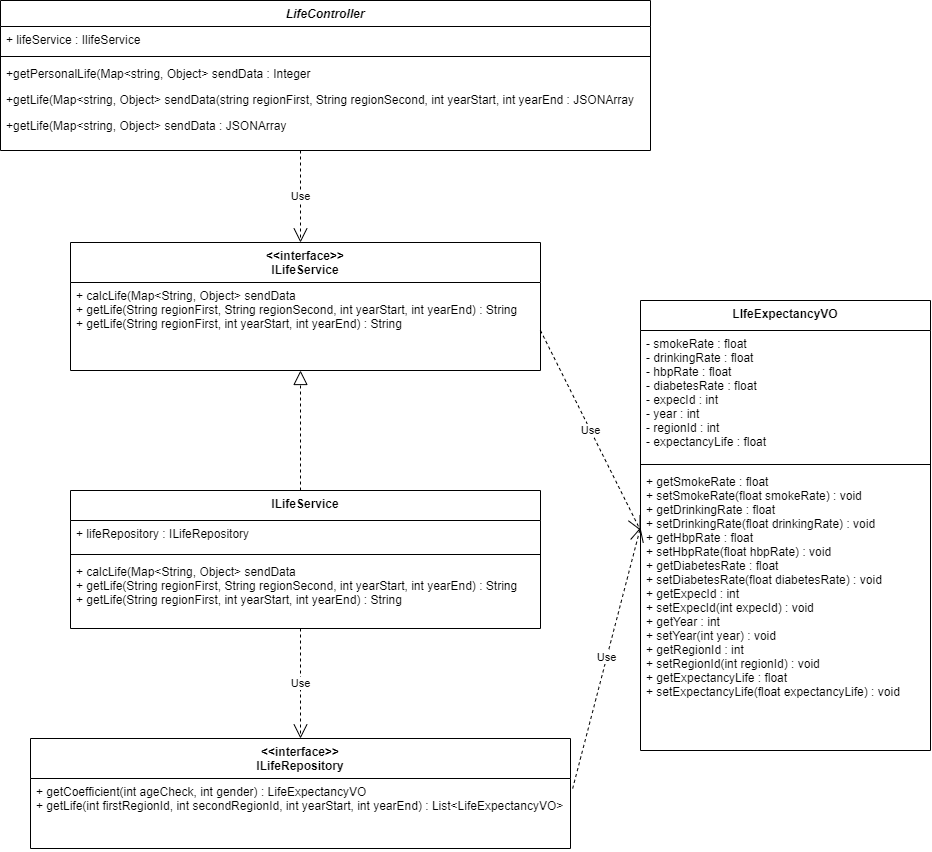 LifeController
+ lifeService : IlifeService
+getPersonalLife(Map<string, Object> sendData : Integer
+getLife(Map<string, Object> sendData(string regionFirst, String regionSecond, int yearStart, int yearEnd : JSONArray
+getLife(Map<string, Object> sendData : JSONArray
Use
<<interface>>
ILifeService
+ calcLife(Map<String, Object> sendData
+ getLife(String regionFirst, String regionSecond, int yearStart, int yearEnd) : String
+ getLife(String regionFirst, int yearStart, int yearEnd) : String
Use
LIfeExpectancyVO
- smokeRate : float
- drinkingRate : float
- hbpRate : float
- diabetesRate : float
- expecId : int
- year : int
- regionId : int
- expectancyLife : float
+ getSmokeRate : float
+ setSmokeRate(float smokeRate) : void
+ getDrinkingRate : float
+ setDrinkingRate(float drinkingRate) : void
+ getHbpRate : float
+ setHbpRate(float hbpRate) : void
+ getDiabetesRate : float
+ setDiabetesRate(float diabetesRate) : void
+ getExpecId : int
+ setExpecId(int expecId) : void
+ getYear : int
+ setYear(int year) : void
+ getRegionId : int
+ setRegionId(int regionId) : void
+ getExpectancyLife : float
+ setExpectancyLife(float expectancyLife) : void
ILifeService
+ lifeRepository : ILifeRepository
+ calcLife(Map<String, Object> sendData
+ getLife(String regionFirst, String regionSecond, int yearStart, int yearEnd) : String
+ getLife(String regionFirst, int yearStart, int yearEnd) : String
Use
Use
<<interface>>
ILifeRepository
+ getCoefficient(int ageCheck, int gender) : LifeExpectancyVO
+ getLife(int firstRegionId, int secondRegionId, int yearStart, int yearEnd) : List<LifeExpectancyVO>